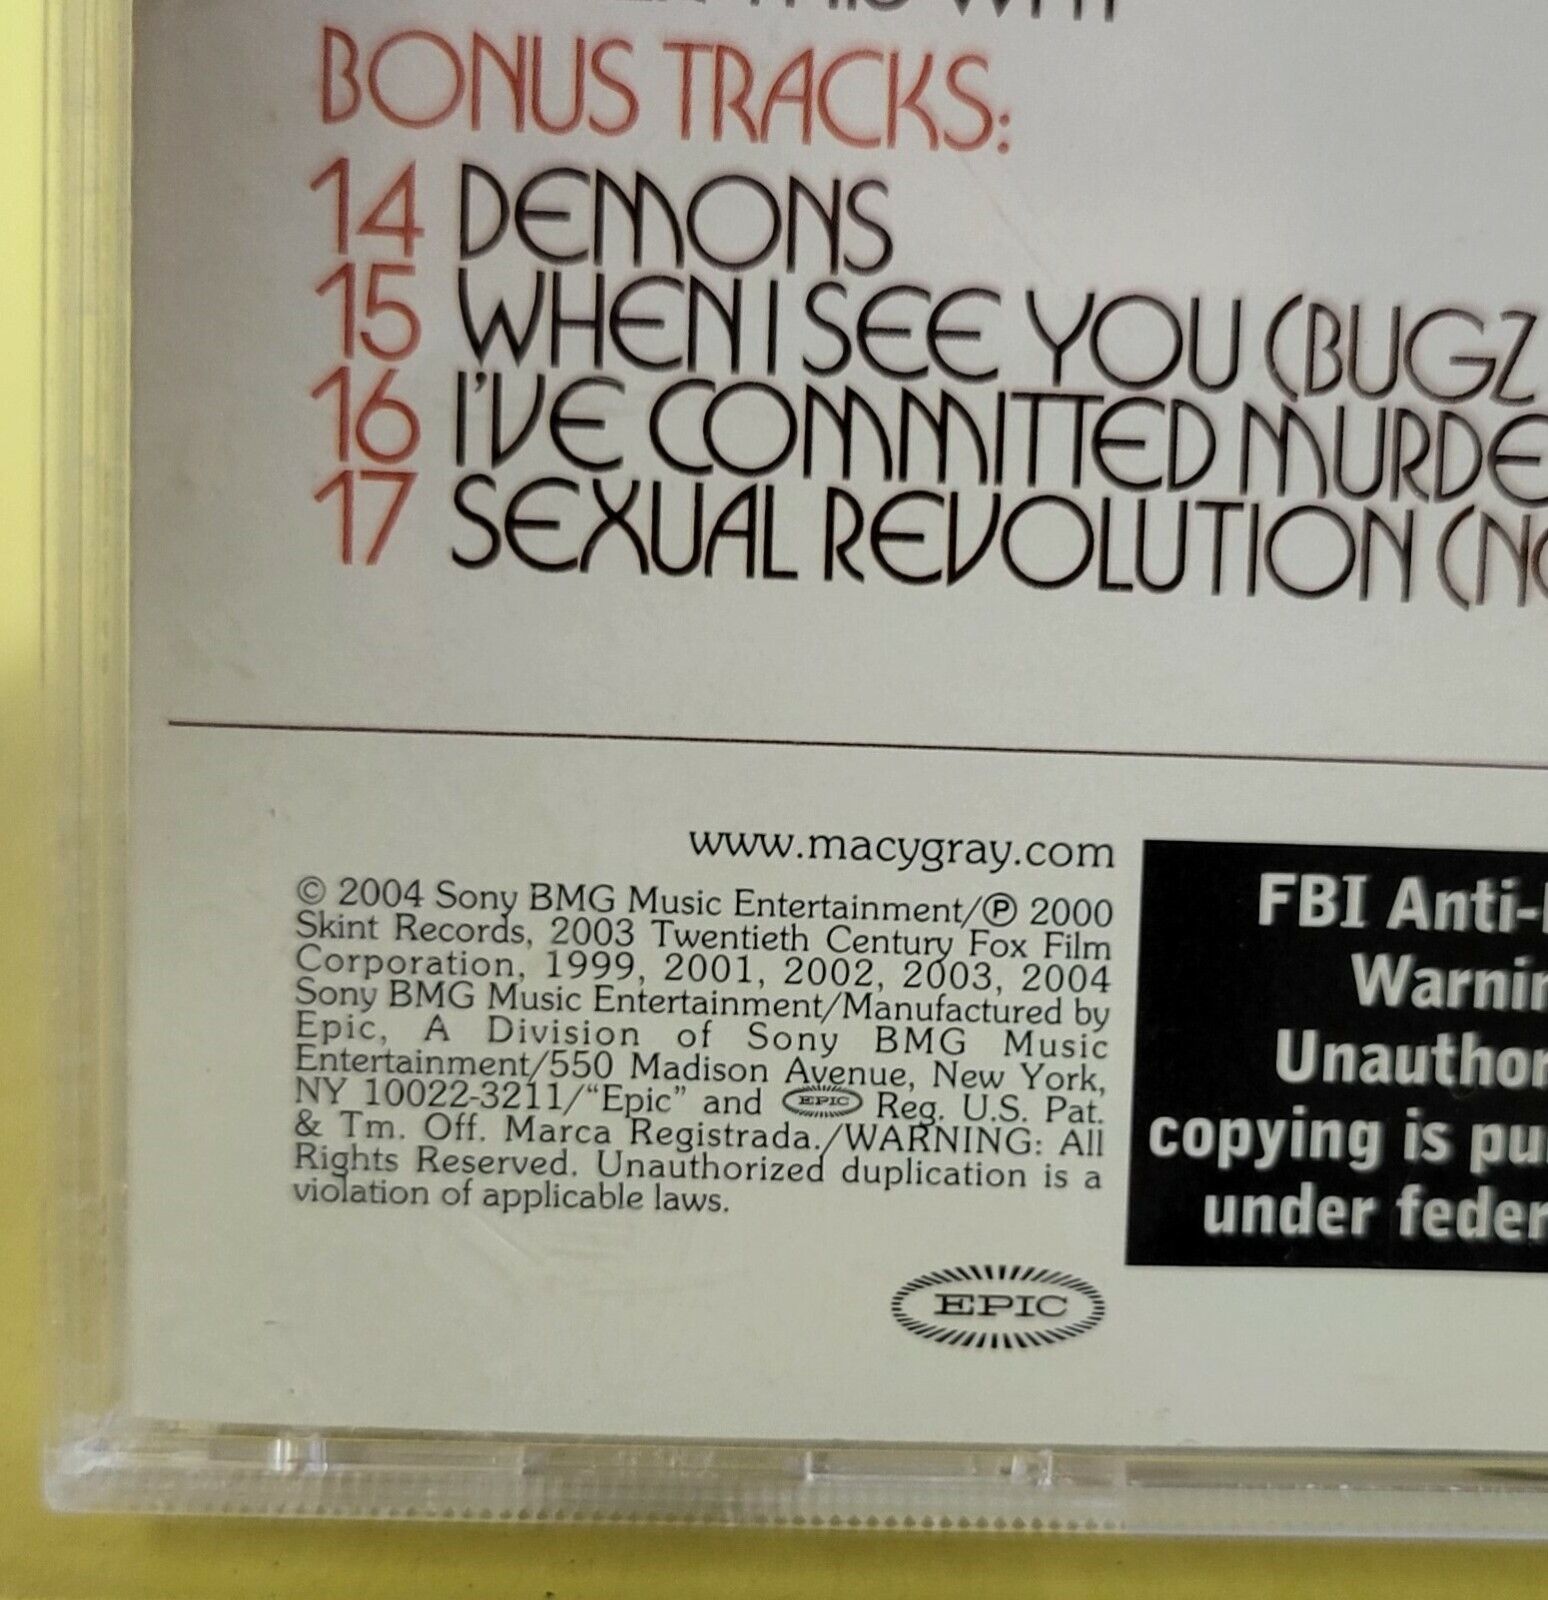 THIS WAY
BONUS TRACKS:
14 DEMONS
15 WHEN I SEE YOU (BUGZ
16 I'VE COMMITTED MURDE
17 SEXUAL REVOLUTION (NO
www.macygray.com
© 2004 Sony BMG Music Entertainment/℗ 2000
Skint Records, 2003 Twentieth Century Fox Film
Corporation, 1999, 2001, 2002, 2003, 2004
Sony BMG Music Entertainment/Manufactured by
Epic, A Division of Sony BMG Music
Entertainment/550 Madison Avenue, New York,
NY 10022-3211/“Epic” and EPIC Reg. U.S. Pat.
& Tm. Off. Marca Registrada./WARNING: All
Rights Reserved. Unauthorized duplication is a
violation of applicable laws.
EPIC
FBI Anti-
Warnin
Unauthor
copying is pu
under feder